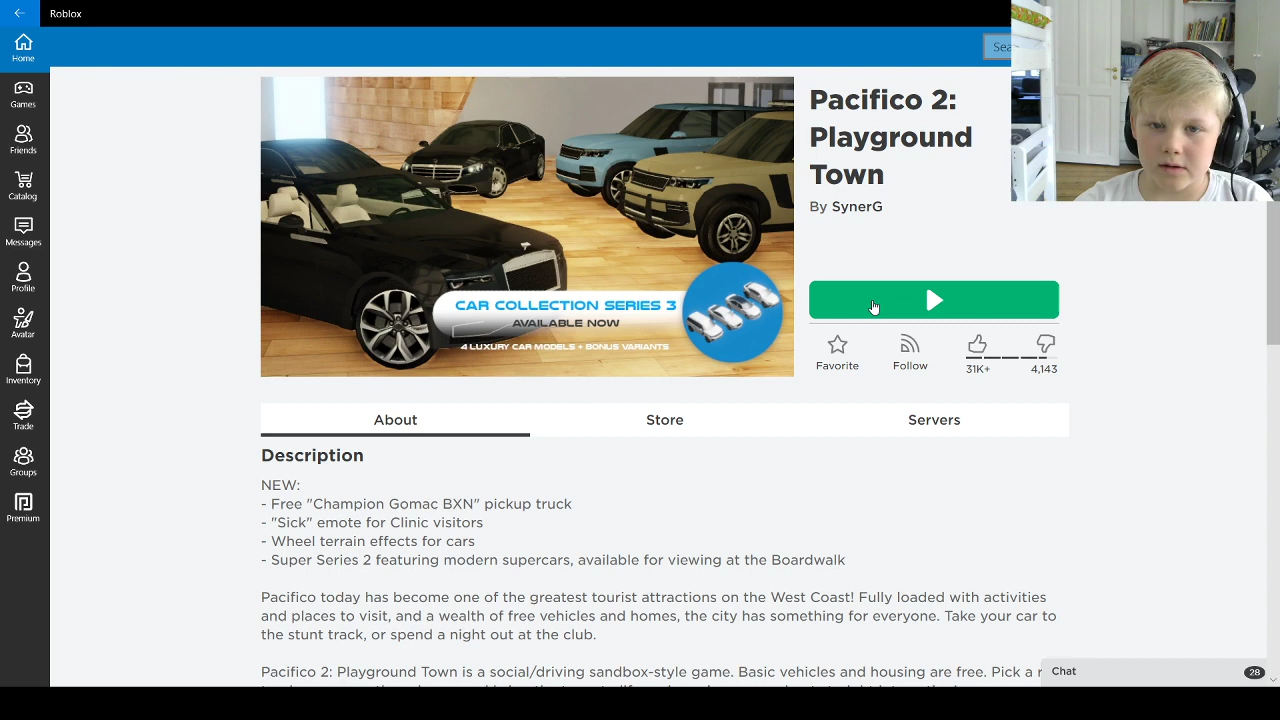 Roblox
Home
Games
Friends
Catalog
Messages
Profile
Avatar
Inventory
Trade
Groups
Premium
Sea
CAR COLLECTION SERIES 3
AVAILABLE NOW
4 LUXURY CAR MODELS + BONUS VARIANTS
Pacifico 2:
Playground
Town
By SynerG
Favorite
Follow
31K+
4,143
About
Store
Servers
Description
NEW:
- Free "Champion Gomac BXN" pickup truck
- "Sick" emote for Clinic visitors
- Wheel terrain effects for cars
- Super Series 2 featuring modern supercars, available for viewing at the Boardwalk
Pacifico today has become one of the greatest tourist attractions on the West Coast! Fully loaded with activities
and places to visit, and a wealth of free vehicles and homes, the city has something for everyone. Take your car to
the stunt track, or spend a night out at the club.
Pacifico 2: Playground Town is a social/driving sandbox-style game. Basic vehicles and housing are free. Pick a r
Chat
28